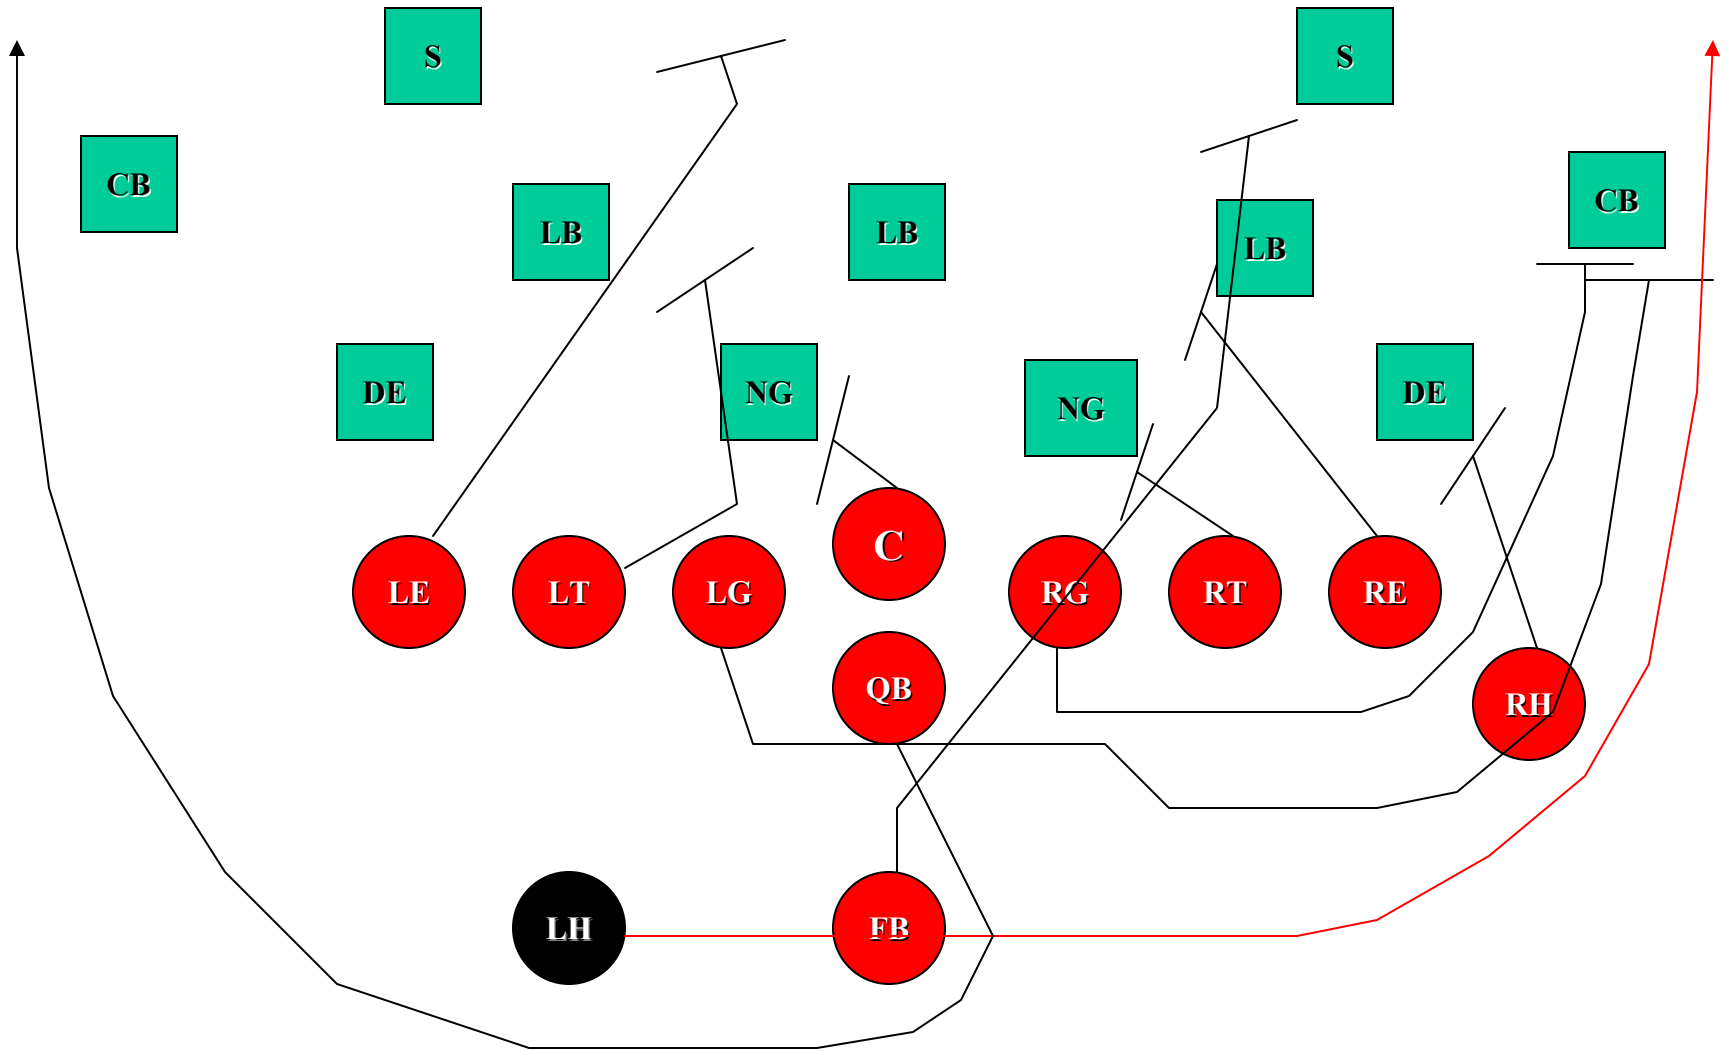 S
S
CB
CB
LB
LB
LB
DE
NG
NG
DE
C
LE
LT
LG
RG
RT
RE
QB
RH
LH
FB